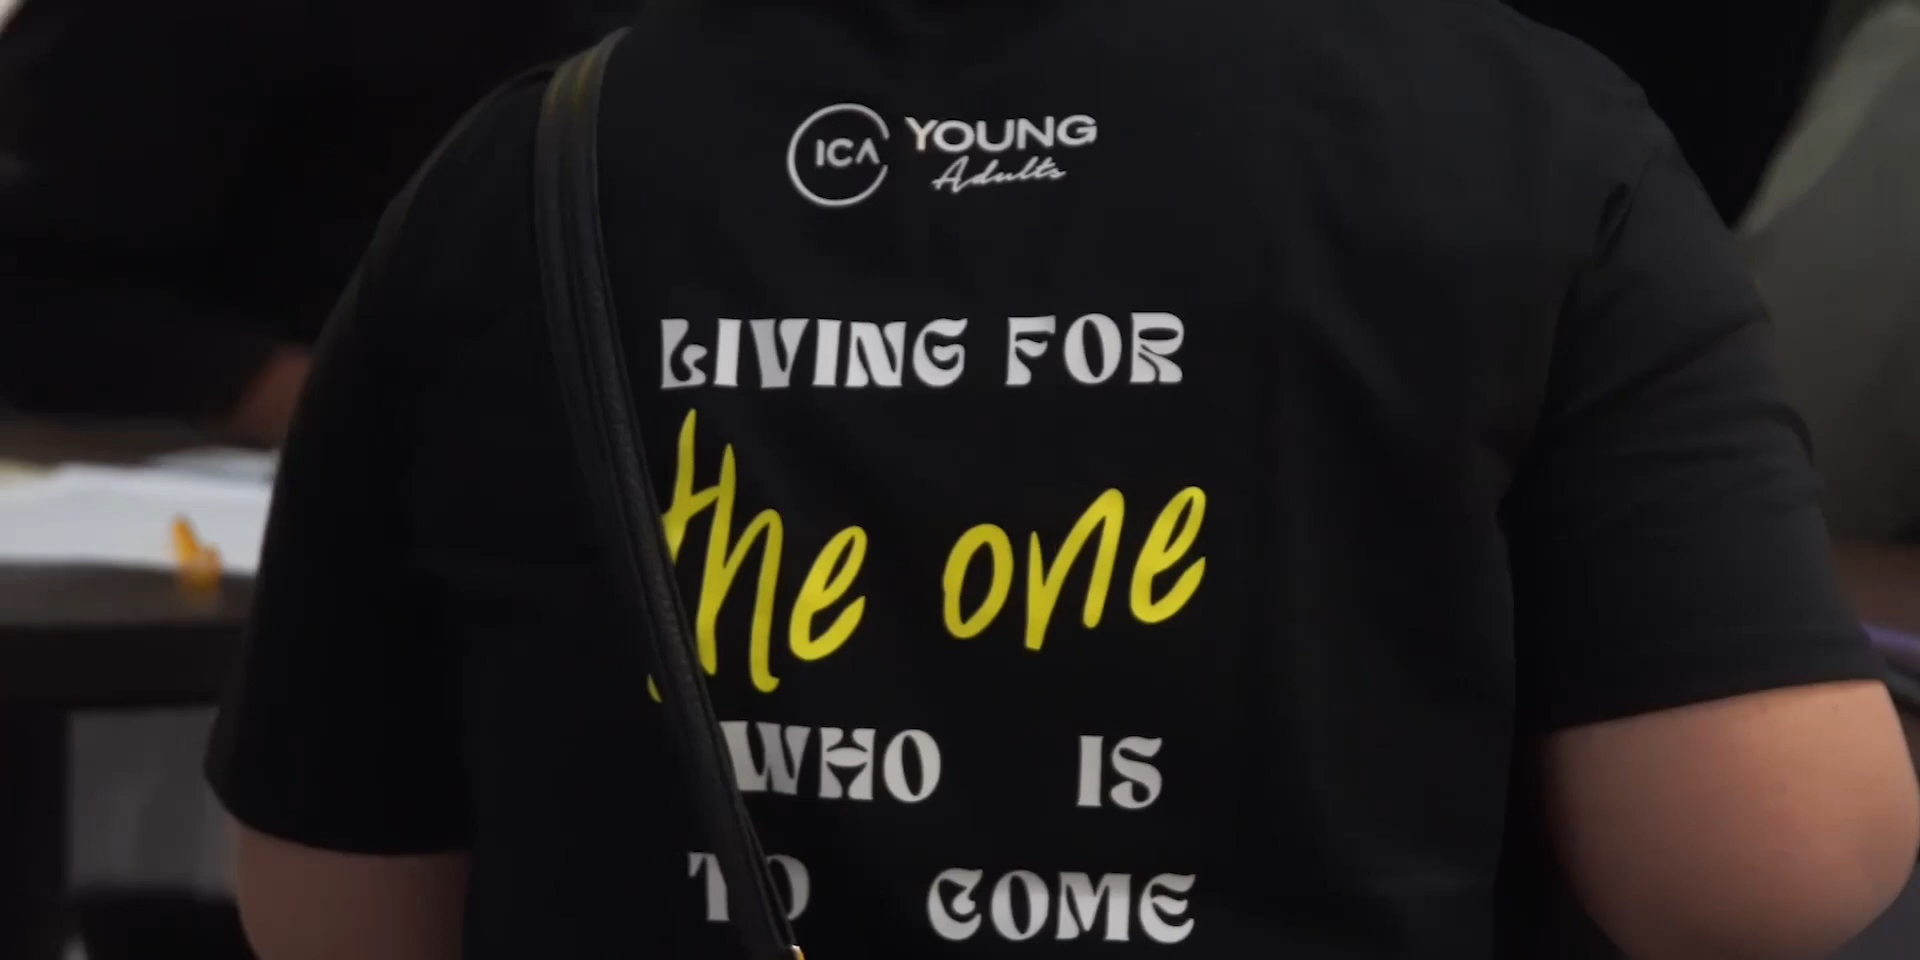 ICA YOUNG
Adults
LIVING FOR
the one
WHO IS
TO COME